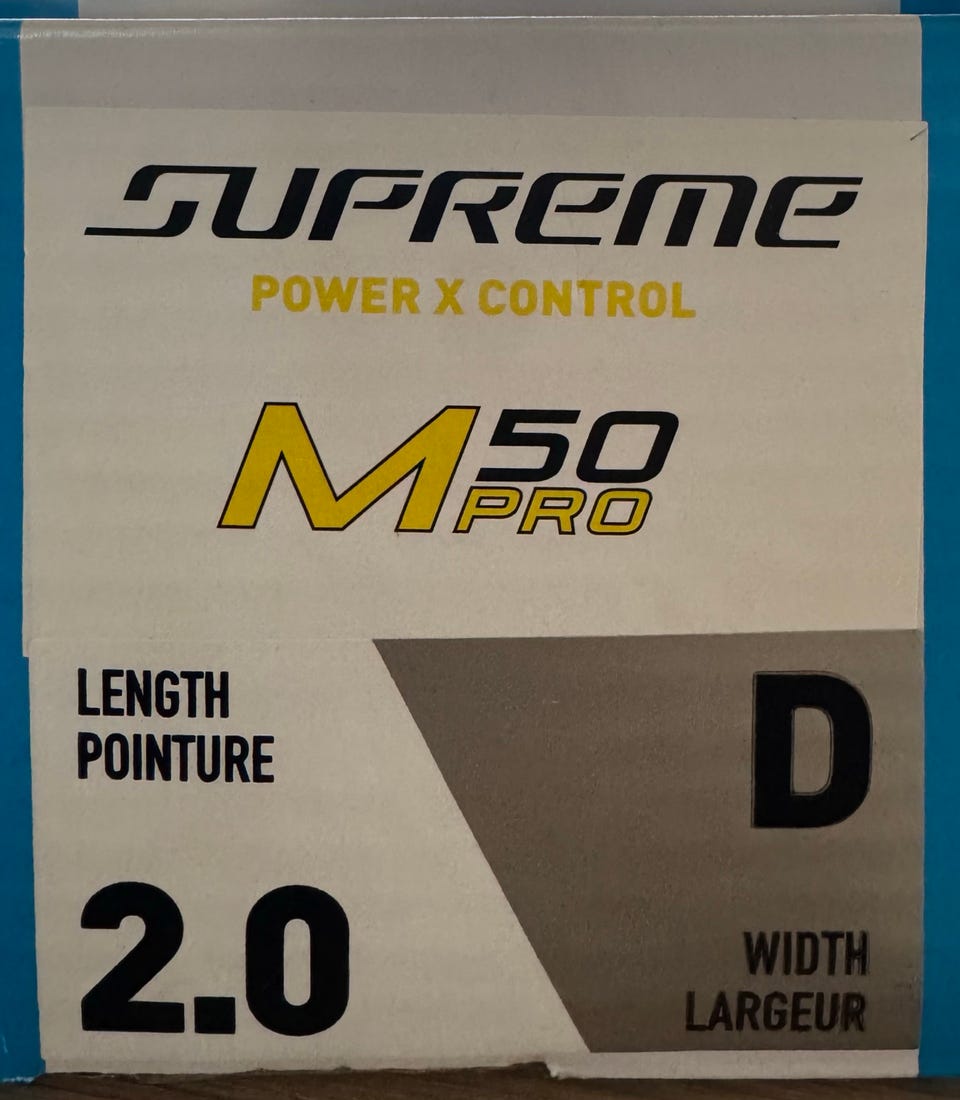 SUPREME
POWER X CONTROL
M50 PRO
LENGTH
POINTURE
2.0
D
WIDTH
LARGEUR